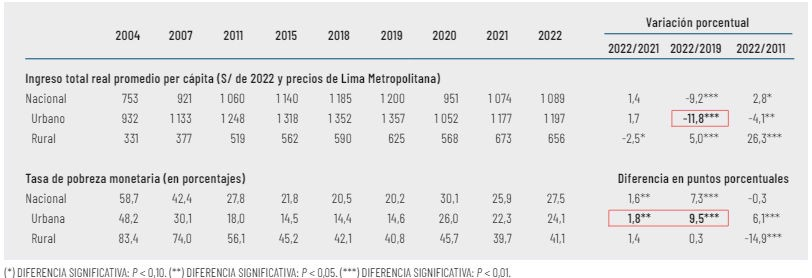 Variación porcentual
2004 2007 2011 2015 2018 2019 2020 2021 2022 2022/2021 2022/2019 2022/2011
Ingreso total real promedio per cápita (S/ de 2022 y precios de Lima Metropolitana)
Nacional 753 921 1 060 1 140 1 185 1 200 951 1 074 1 089 1,4 -9,2*** 2,8*
Urbano 932 1 133 1 248 1 318 1 352 1 357 1 052 1 177 1 197 1,7 -11,8*** -4,1**
Rural 331 377 519 562 590 625 568 673 656 -2,5* 5,0*** 26,3***
Tasa de pobreza monetaria (en porcentajes) Diferencia en puntos porcentuales
Nacional 58,7 42,4 27,8 21,8 20,5 20,2 30,1 25,9 27,5 1,6** 7,3*** -0,3
Urbana 48,2 30,1 18,0 14,5 14,4 14,6 26,0 22,3 24,1 1,8** 9,5*** 6,1***
Rural 83,4 74,0 56,1 45,2 42,1 40,8 45,7 39,7 41,1 1,4 0,3 -14,9***
(*) DIFERENCIA SIGNIFICATIVA: P < 0,10. (**) DIFERENCIA SIGNIFICATIVA: P < 0,05. (***) DIFERENCIA SIGNIFICATIVA: P < 0,01.